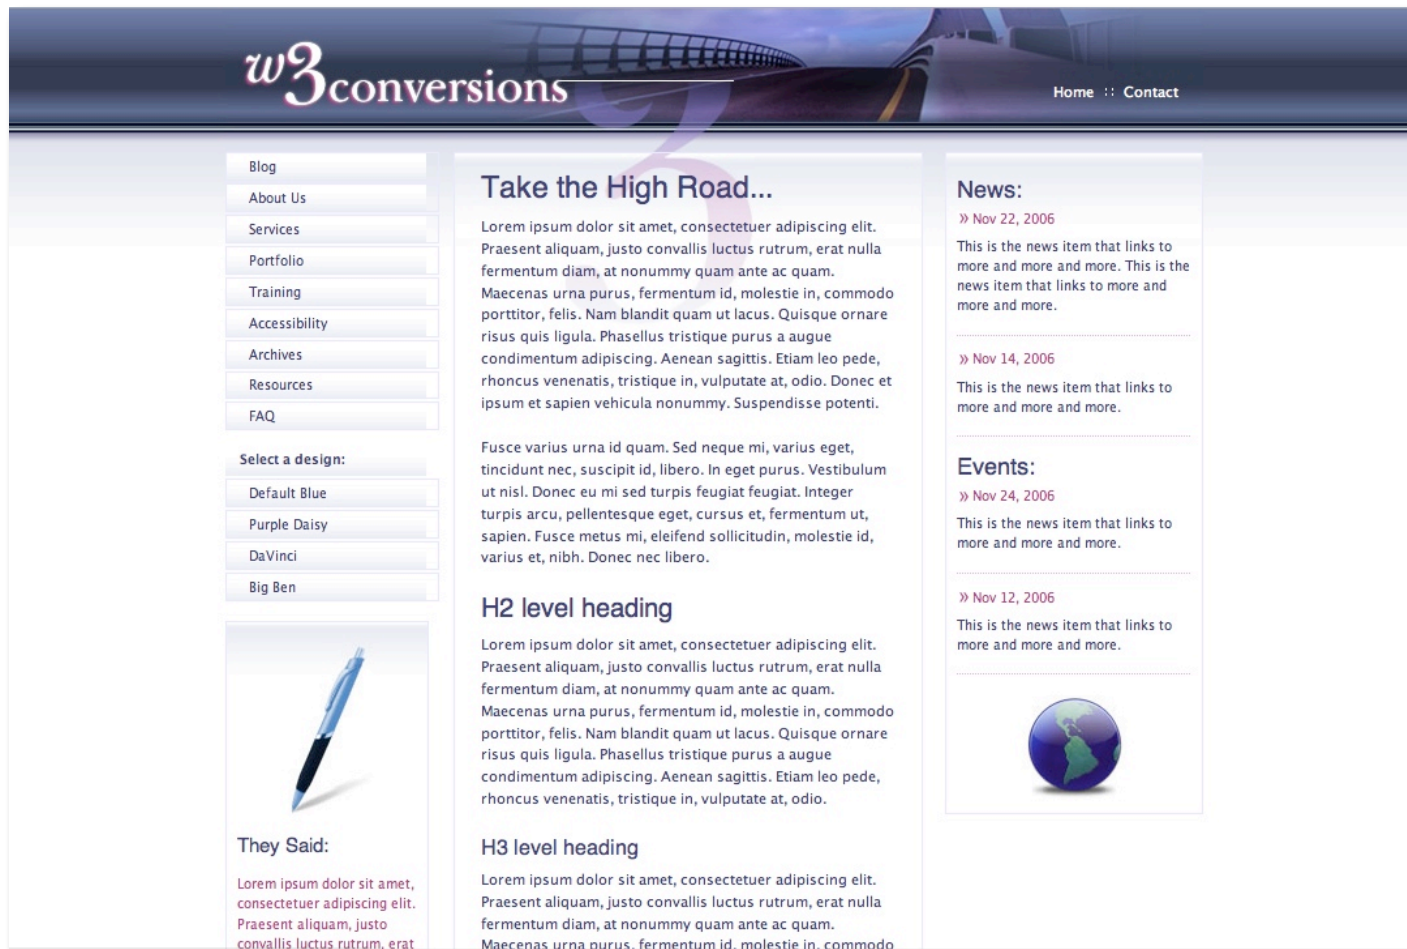 w3conversions
Home :: Contact
3
Blog
About Us
Services
Portfolio
Training
Accessibility
Archives
Resources
FAQ
Select a design:
Default Blue
Purple Daisy
DaVinci
Big Ben
They Said:
Lorem ipsum dolor sit amet,
consectetuer adipiscing elit.
Praesent aliquam, justo
convallis luctus rutrum, erat
Take the High Road...
Lorem ipsum dolor sit amet, consectetuer adipiscing elit.
Praesent aliquam, justo convallis luctus rutrum, erat nulla
fermentum diam, at nonummy quam ante ac quam.
Maecenas urna purus, fermentum id, molestie in, commodo
porttitor, felis. Nam blandit quam ut lacus. Quisque ornare
risus quis ligula. Phasellus tristique purus a augue
condimentum adipiscing. Aenean sagittis. Etiam leo pede,
rhoncus venenatis, tristique in, vulputate at, odio. Donec et
ipsum et sapien vehicula nonummy. Suspendisse potenti.
Fusce varius urna id quam. Sed neque mi, varius eget,
tincidunt nec, suscipit id, libero. In eget purus. Vestibulum
ut nisl. Donec eu mi sed turpis feugiat feugiat. Integer
turpis arcu, pellentesque eget, cursus et, fermentum ut,
sapien. Fusce metus mi, eleifend sollicitudin, molestie id,
varius et, nibh. Donec nec libero.
H2 level heading
Lorem ipsum dolor sit amet, consectetuer adipiscing elit.
Praesent aliquam, justo convallis luctus rutrum, erat nulla
fermentum diam, at nonummy quam ante ac quam.
Maecenas urna purus, fermentum id, molestie in, commodo
porttitor, felis. Nam blandit quam ut lacus. Quisque ornare
risus quis ligula. Phasellus tristique purus a augue
condimentum adipiscing. Aenean sagittis. Etiam leo pede,
rhoncus venenatis, tristique in, vulputate at, odio.
H3 level heading
Lorem ipsum dolor sit amet, consectetuer adipiscing elit.
Praesent aliquam, justo convallis luctus rutrum, erat nulla
fermentum diam, at nonummy quam ante ac quam.
Maecenas urna purus, fermentum id, molestie in, commodo
News:
» Nov 22, 2006
This is the news item that links to
more and more and more. This is the
news item that links to more and
more and more.
» Nov 14, 2006
This is the news item that links to
more and more and more.
Events:
» Nov 24, 2006
This is the news item that links to
more and more and more.
» Nov 12, 2006
This is the news item that links to
more and more and more.